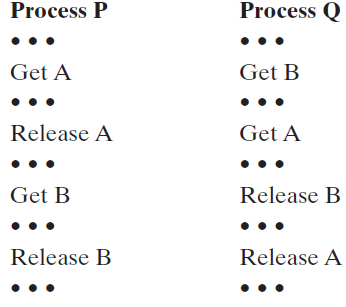 Process P Process Q
••• •••
Get A Get B
••• •••
Release A Get A
••• •••
Get B Release B
••• •••
Release B Release A
••• •••